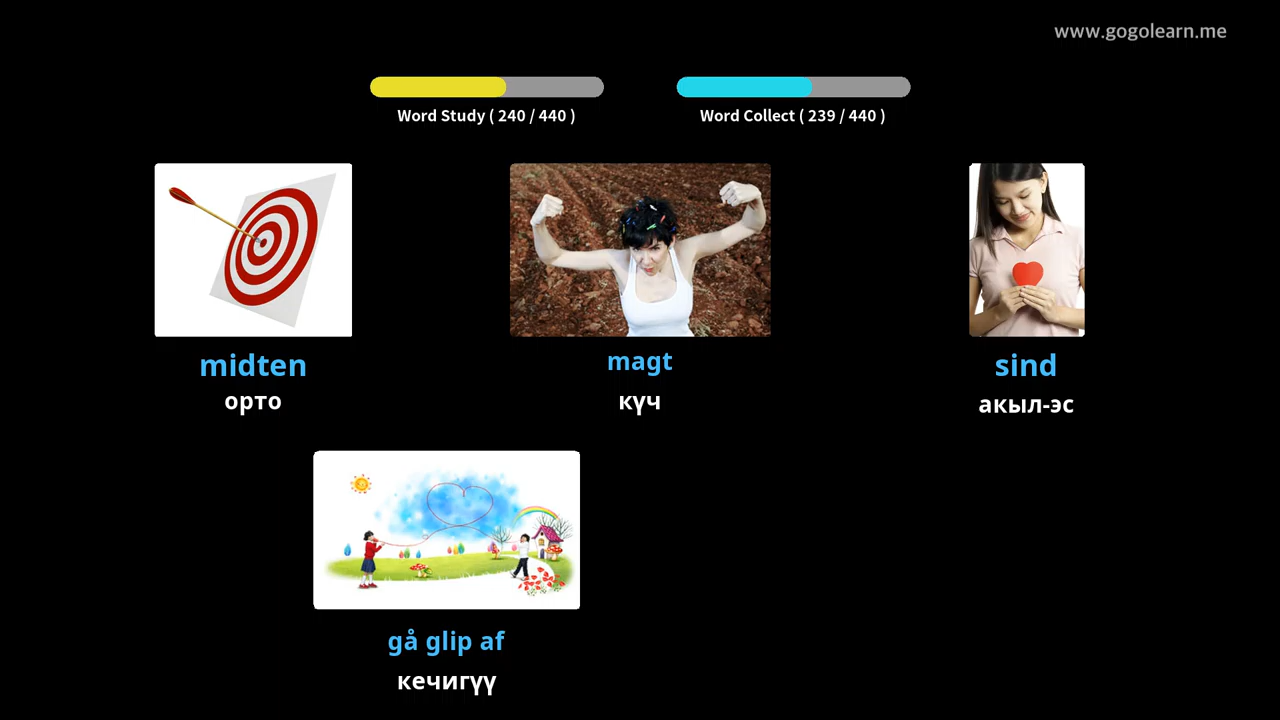 www.gogolearn.me
Word Study ( 240 / 440 )
Word Collect ( 239 / 440 )
midten
орто
magt
күч
sind
акыл-эс
gå glip af
кечигүү